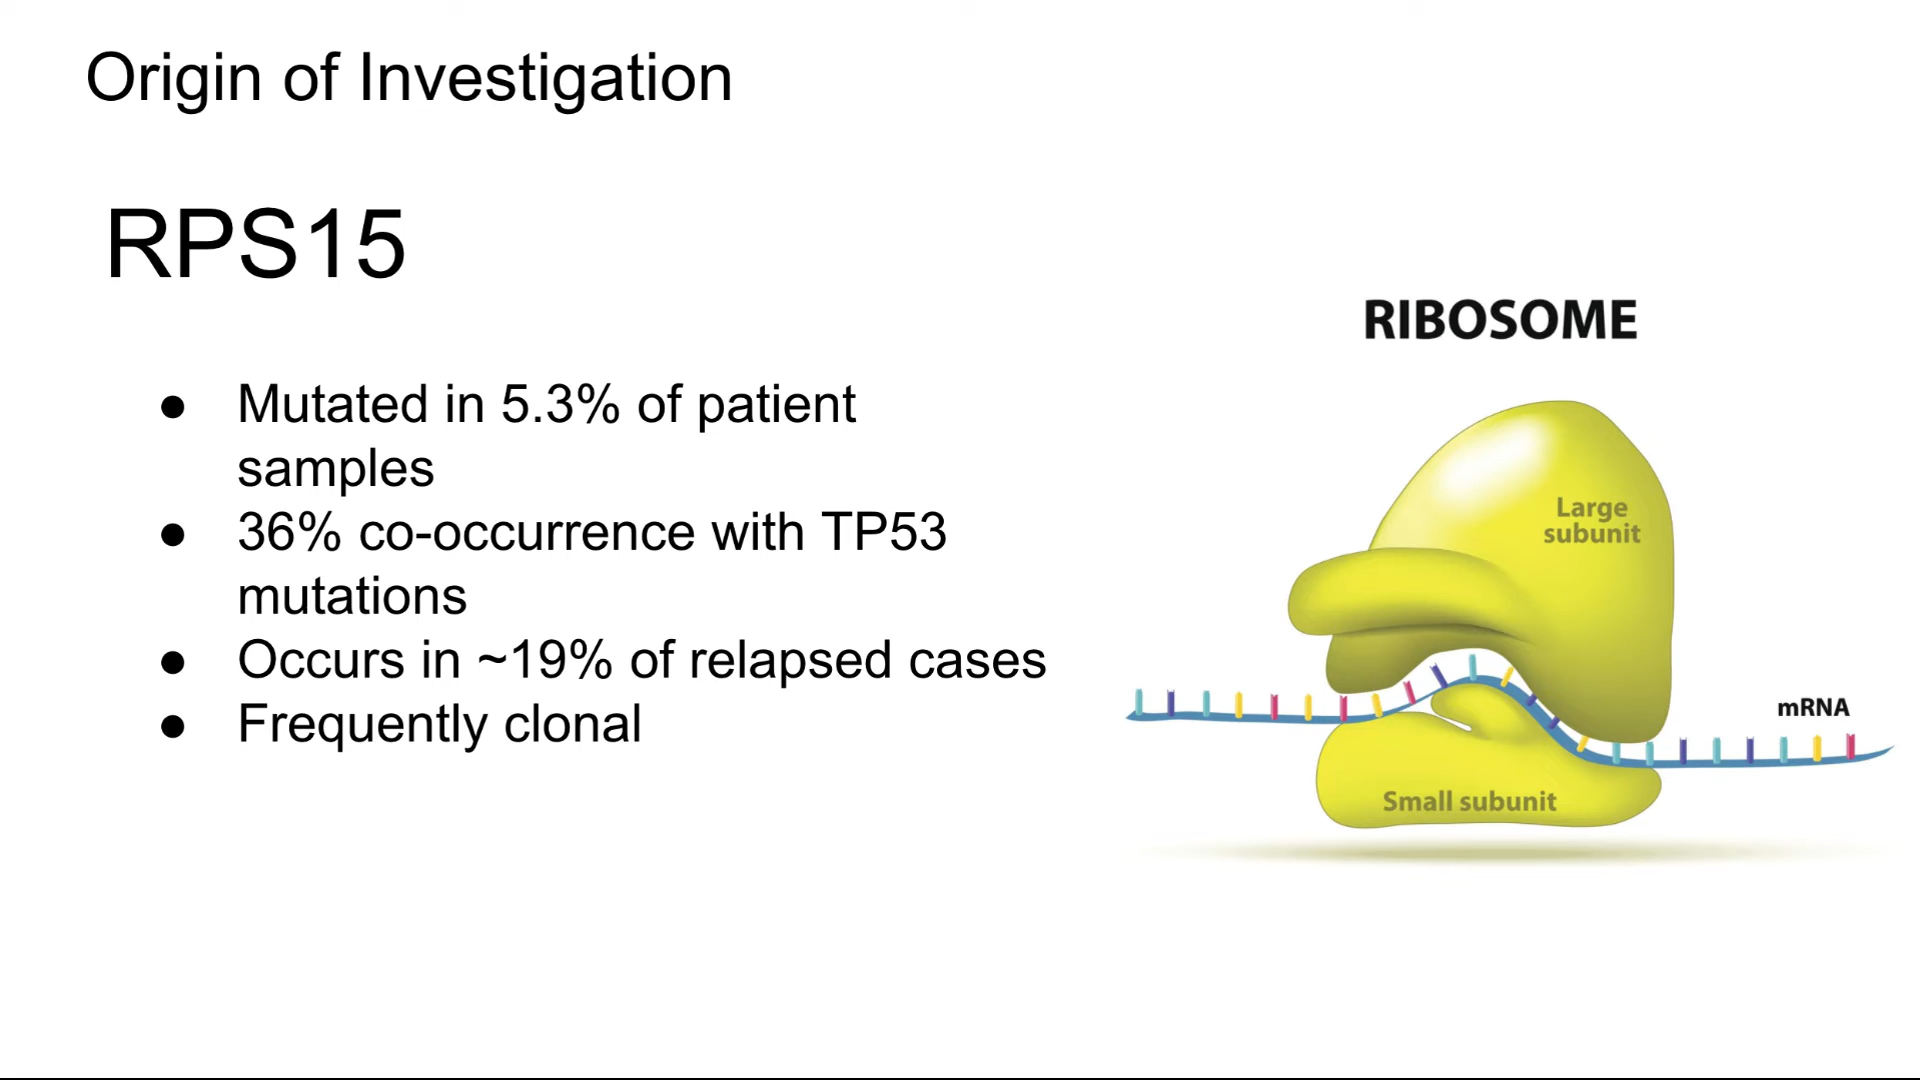 Origin of Investigation
RPS15
● Mutated in 5.3% of patient
samples
● 36% co-occurrence with TP53
mutations
● Occurs in ~19% of relapsed cases
● Frequently clonal
RIBOSOME
Large
subunit
mRNA
Small subunit